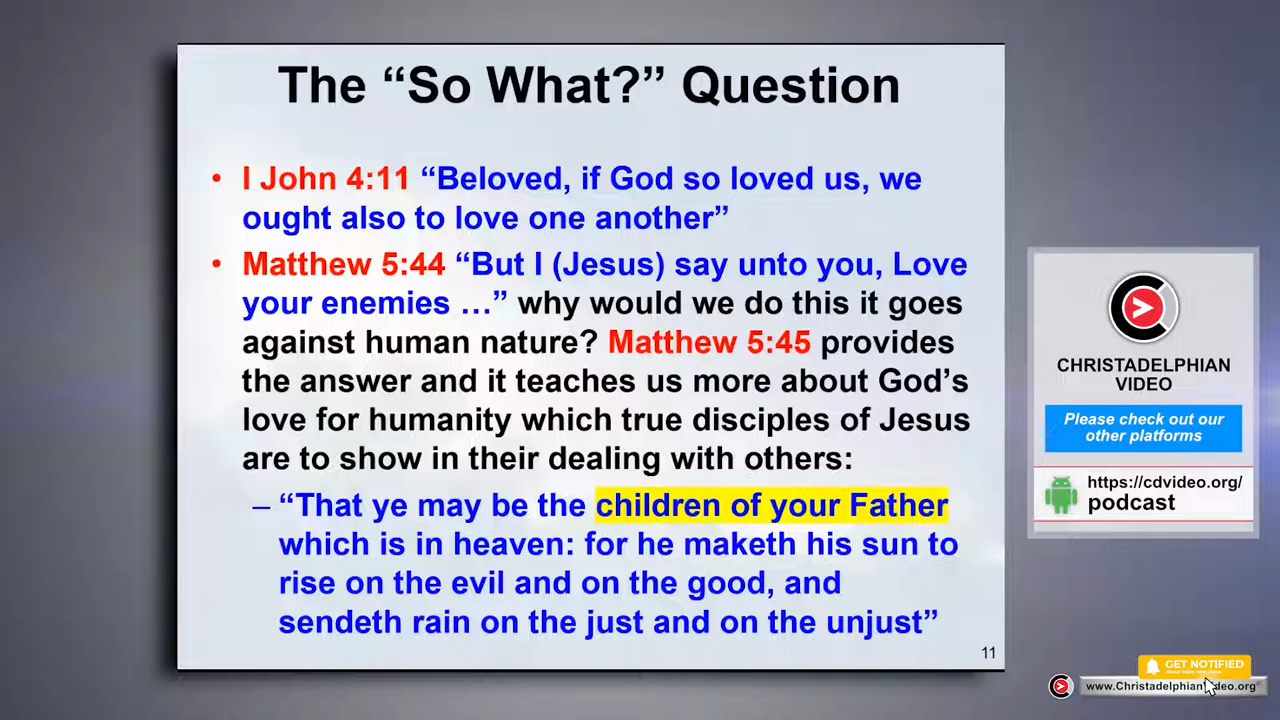 The “So What?” Question
• I John 4:11 “Beloved, if God so loved us, we
ought also to love one another”
• Matthew 5:44 “But I (Jesus) say unto you, Love
your enemies …” why would we do this it goes
against human nature? Matthew 5:45 provides
the answer and it teaches us more about God’s
love for humanity which true disciples of Jesus
are to show in their dealing with others:
– “That ye may be the children of your Father
which is in heaven: for he maketh his sun to
rise on the evil and on the good, and
sendeth rain on the just and on the unjust”
11
CHRISTADELPHIAN
VIDEO
Please check out our
other platforms
https://cdvideo.org/
podcast
GET NOTIFIED
www.ChristadelphianVideo.org